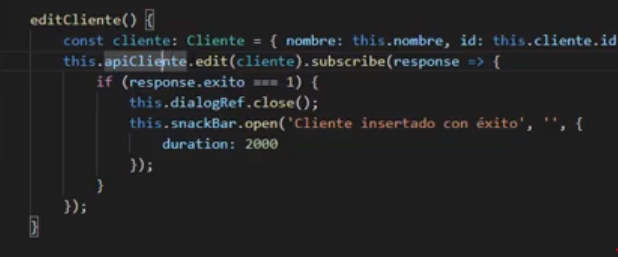 editCliente() {
const cliente: Cliente = { nombre: this.nombre, id: this.cliente.id
this.apiCliente.edit(cliente).subscribe(response => {
if (response.exito === 1) {
this.dialogRef.close();
this.snackBar.open('Cliente insertado con éxito', '', {
duration: 2000
});
}
});
}